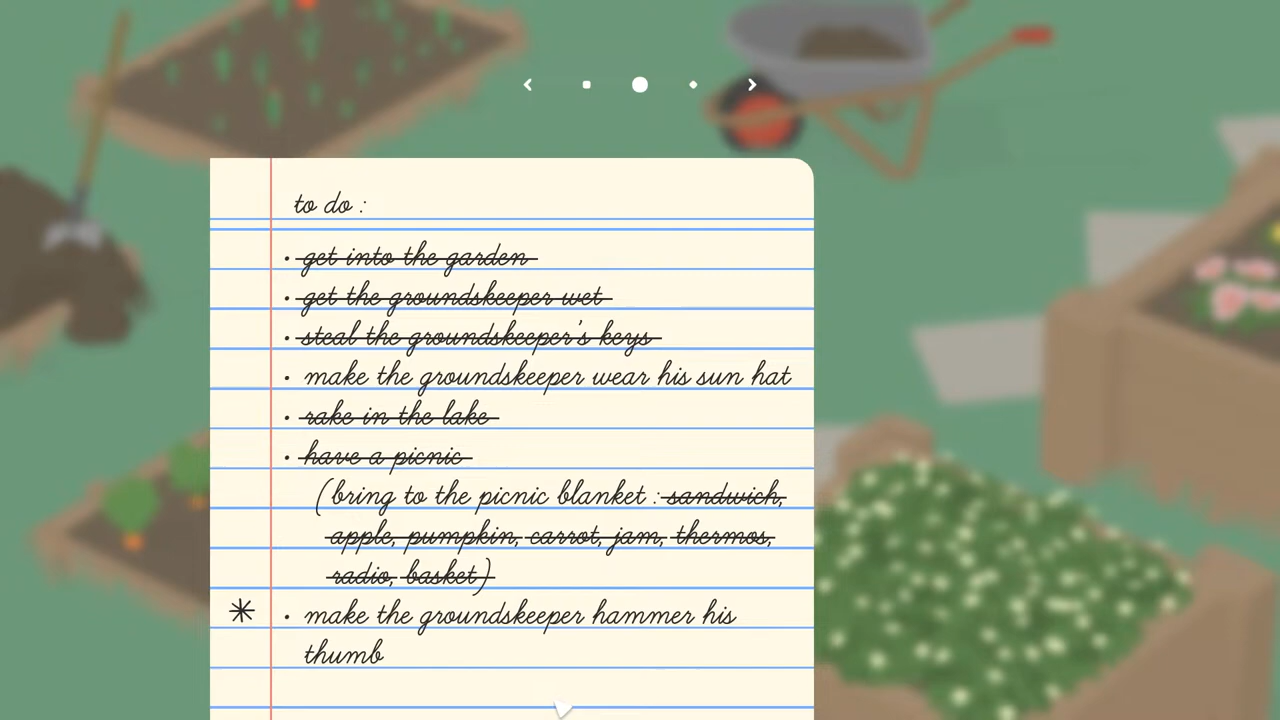 to do :
• get into the garden
• get the groundskeeper wet
• steal the groundskeeper's keys
• make the groundskeeper wear his sun hat
• rake in the lake
• have a picnic
(bring to the picnic blanket : sandwich,
apple, pumpkin, carrot, jam, thermos,
radio, basket)
* • make the groundskeeper hammer his
thumb